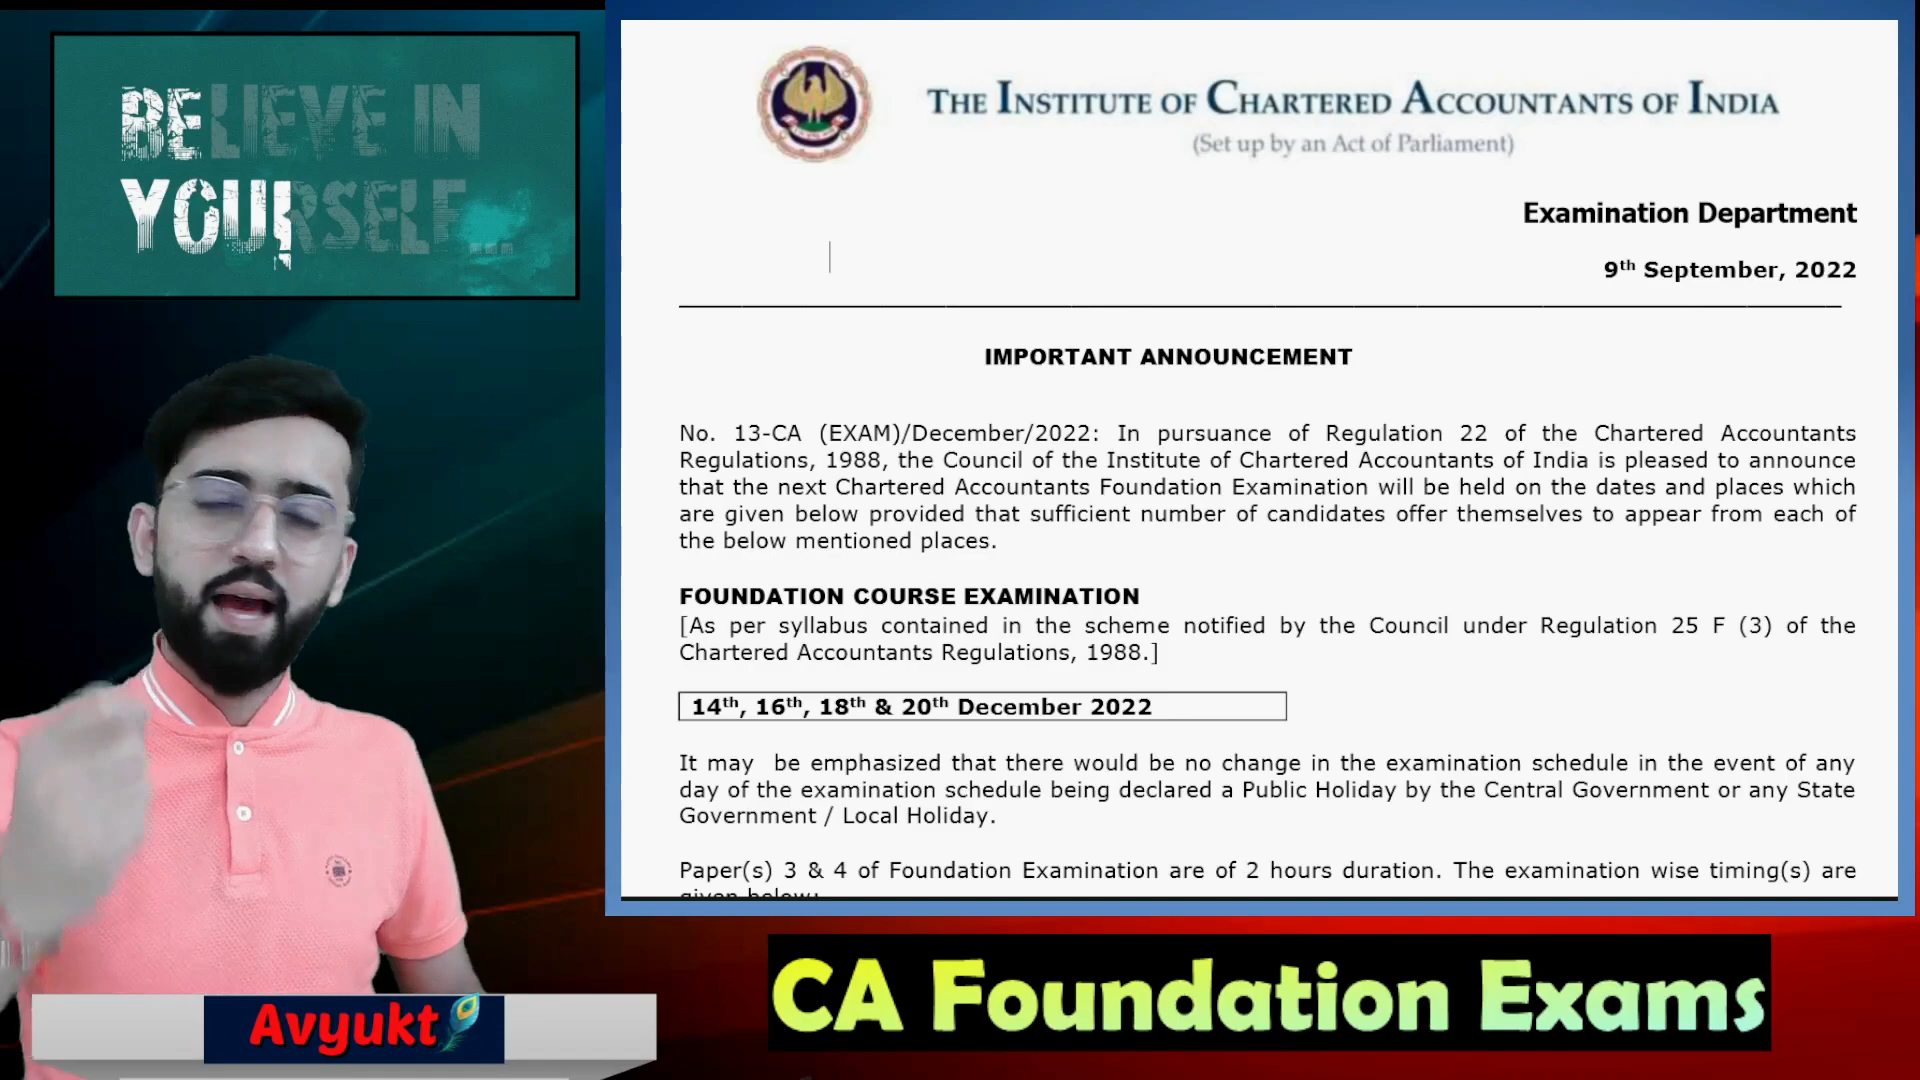 BELIEVE IN
YOURSELF...
THE INSTITUTE OF CHARTERED ACCOUNTANTS OF INDIA
(Set up by an Act of Parliament)
Examination Department
9th September, 2022
IMPORTANT ANNOUNCEMENT
No. 13-CA (EXAM)/December/2022: In pursuance of Regulation 22 of the Chartered Accountants
Regulations, 1988, the Council of the Institute of Chartered Accountants of India is pleased to announce
that the next Chartered Accountants Foundation Examination will be held on the dates and places which
are given below provided that sufficient number of candidates offer themselves to appear from each of
the below mentioned places.
FOUNDATION COURSE EXAMINATION
[As per syllabus contained in the scheme notified by the Council under Regulation 25 F (3) of the
Chartered Accountants Regulations, 1988.]
14th, 16th, 18th & 20th December 2022
It may be emphasized that there would be no change in the examination schedule in the event of any
day of the examination schedule being declared a Public Holiday by the Central Government or any State
Government / Local Holiday.
Paper(s) 3 & 4 of Foundation Examination are of 2 hours duration. The examination wise timing(s) are
given below:
Avyukt
CA Foundation Exams